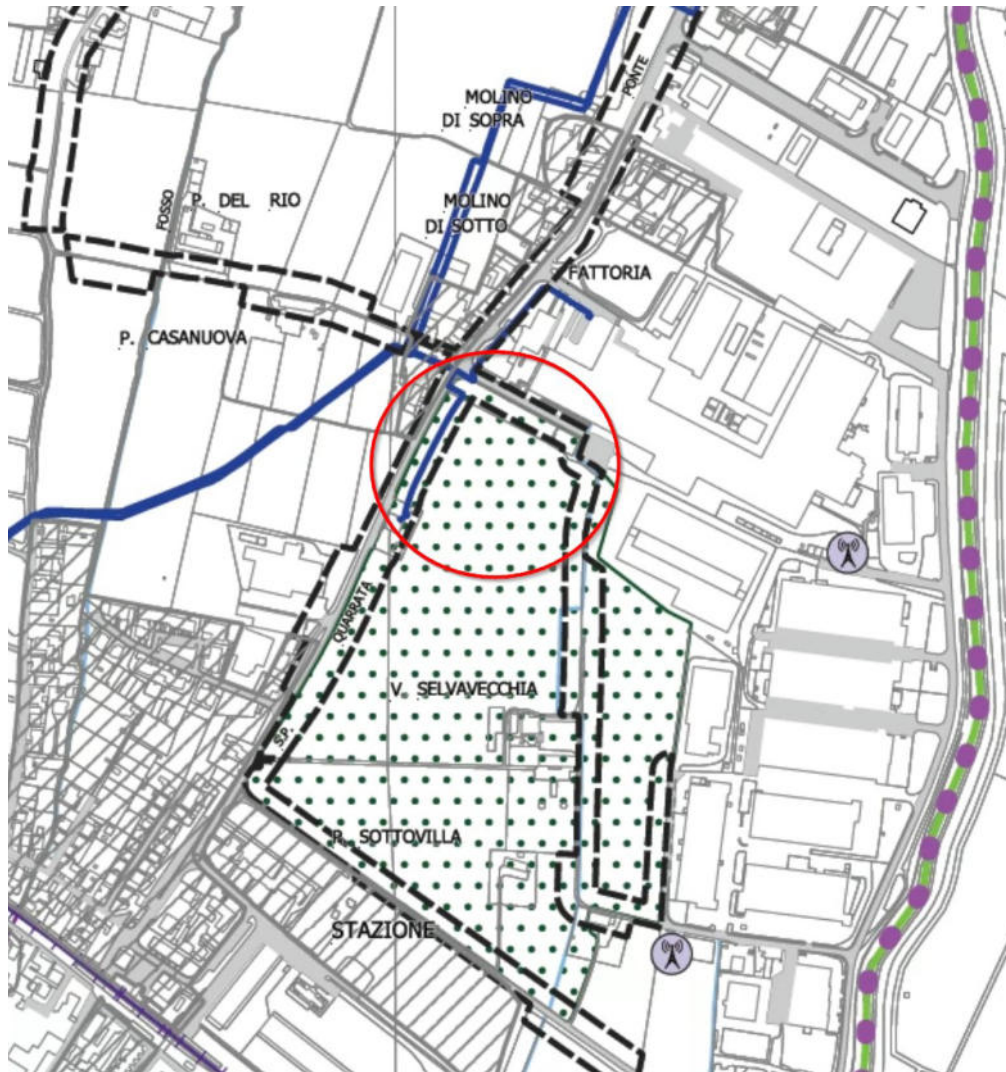 PONTE
MOLINO
DI SOPRA
FOSSO
P. DEL RIO
MOLINO
DI SOTTO
FATTORIA
P. CASANUOVA
QUARRATA
V. SELVAVECCHIA
S.P.
R. SOTTOVILLA
STAZIONE